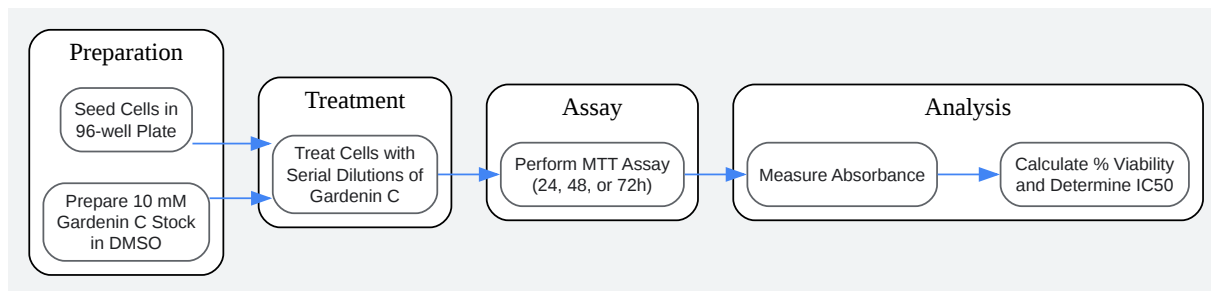 Preparation
Seed Cells in
96-well Plate
Prepare 10 mM
Gardenin C Stock
in DMSO
Treatment
Treat Cells with
Serial Dilutions of
Gardenin C
Assay
Perform MTT Assay
(24, 48, or 72h)
Analysis
Measure Absorbance
Calculate % Viability
and Determine IC50